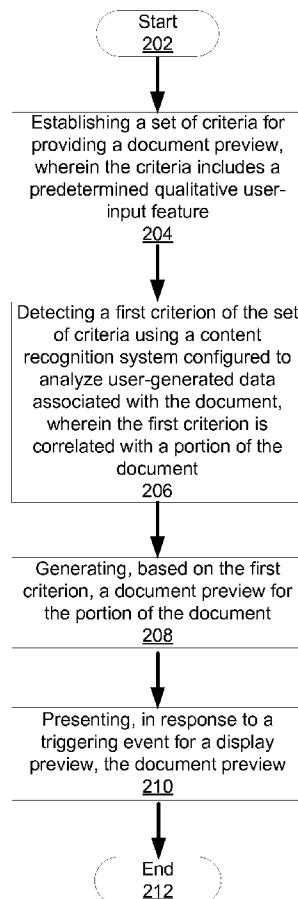 Start
202
Establishing a set of criteria for
providing a document preview,
wherein the criteria includes a
predetermined qualitative user-
input feature
204
Detecting a first criterion of the set
of criteria using a content
recognition system configured to
analyze user-generated data
associated with the document,
wherein the first criterion is
correlated with a portion of the
document
206
Generating, based on the first
criterion, a document preview for
the portion of the document
208
Presenting, in response to a
triggering event for a display
preview, the document preview
210
End
212